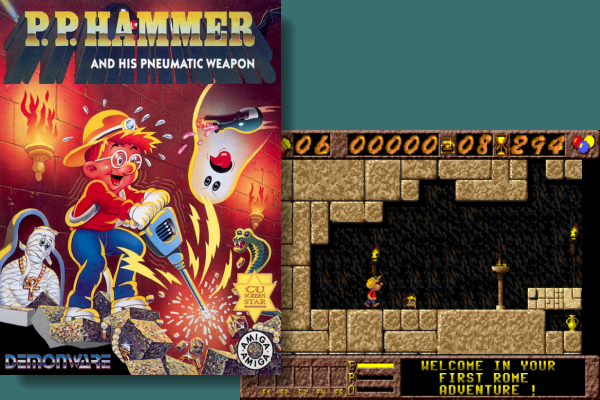 P.P. HAMMER
AND HIS PNEUMATIC WEAPON
CU
SCREEN
STAR
AMIGA
AMIGA
DEMONWARE
06 00000 08 294
WELCOME IN YOUR
FIRST ROME
ADVENTURE !